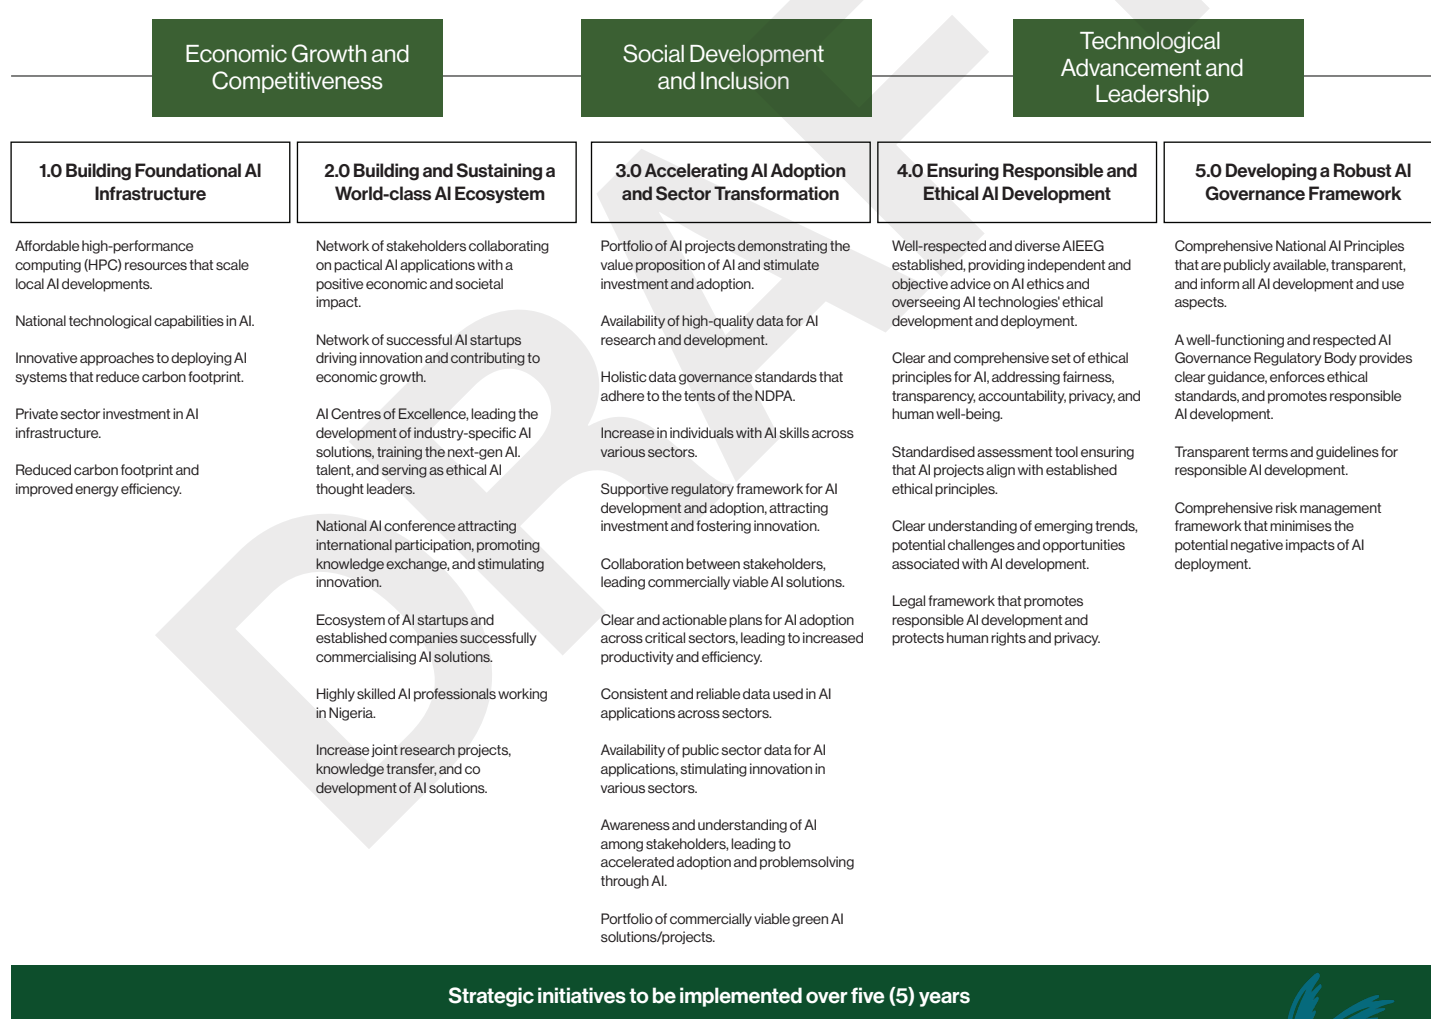 Economic Growth and
Competitiveness
Social Development
and Inclusion
Technological
Advancement and
Leadership
1.0 Building Foundational AI
Infrastructure
Affordable high-performance
computing (HPC) resources that scale
local AI developments.
National technological capabilities in AI.
Innovative approaches to deploying AI
systems that reduce carbon footprint.
Private sector investment in AI
infrastructure.
Reduced carbon footprint and
improved energy efficiency.
2.0 Building and Sustaining a
World-class AI Ecosystem
Network of stakeholders collaborating
on pactical AI applications with a
positive economic and societal
impact.
Network of successful AI startups
driving innovation and contributing to
economic growth.
AI Centres of Excellence, leading the
development of industry-specific AI
solutions, training the next-gen AI.
talent, and serving as ethical AI
thought leaders.
National AI conference attracting
international participation, promoting
knowledge exchange, and stimulating
innovation.
Ecosystem of AI startups and
established companies successfully
commercialising AI solutions.
Highly skilled AI professionals working
in Nigeria.
Increase joint research projects,
knowledge transfer, and co
development of AI solutions.
3.0 Accelerating AI Adoption
and Sector Transformation
Portfolio of AI projects demonstrating the
value proposition of AI and stimulate
investment and adoption.
Availability of high-quality data for AI
research and development.
Holistic data governance standards that
adhere to the tents of the NDPA.
Increase in individuals with AI skills across
various sectors.
Supportive regulatory framework for AI
development and adoption, attracting
investment and fostering innovation.
Collaboration between stakeholders,
leading commercially viable AI solutions.
Clear and actionable plans for AI adoption
across critical sectors, leading to increased
productivity and efficiency.
Consistent and reliable data used in AI
applications across sectors.
Availability of public sector data for AI
applications, stimulating innovation in
various sectors.
Awareness and understanding of AI
among stakeholders, leading to
accelerated adoption and problemsolving
through AI.
Portfolio of commercially viable green AI
solutions/projects.
4.0 Ensuring Responsible and
Ethical AI Development
Well-respected and diverse AIEEG
established, providing independent and
objective advice on AI ethics and
overseeing AI technologies' ethical
development and deployment.
Clear and comprehensive set of ethical
principles for AI, addressing fairness,
transparency, accountability, privacy, and
human well-being.
Standardised assessment tool ensuring
that AI projects align with established
ethical principles.
Clear understanding of emerging trends,
potential challenges and opportunities
associated with AI development.
Legal framework that promotes
responsible AI development and
protects human rights and privacy.
5.0 Developing a Robust AI
Governance Framework
Comprehensive National AI Principles
that are publicly available, transparent,
and inform all AI development and use
aspects.
A well-functioning and respected AI
Governance Regulatory Body provides
clear guidance, enforces ethical
standards, and promotes responsible
AI development.
Transparent terms and guidelines for
responsible AI development.
Comprehensive risk management
framework that minimises the
potential negative impacts of AI
deployment.
Strategic initiatives to be implemented over five (5) years
DRAFT